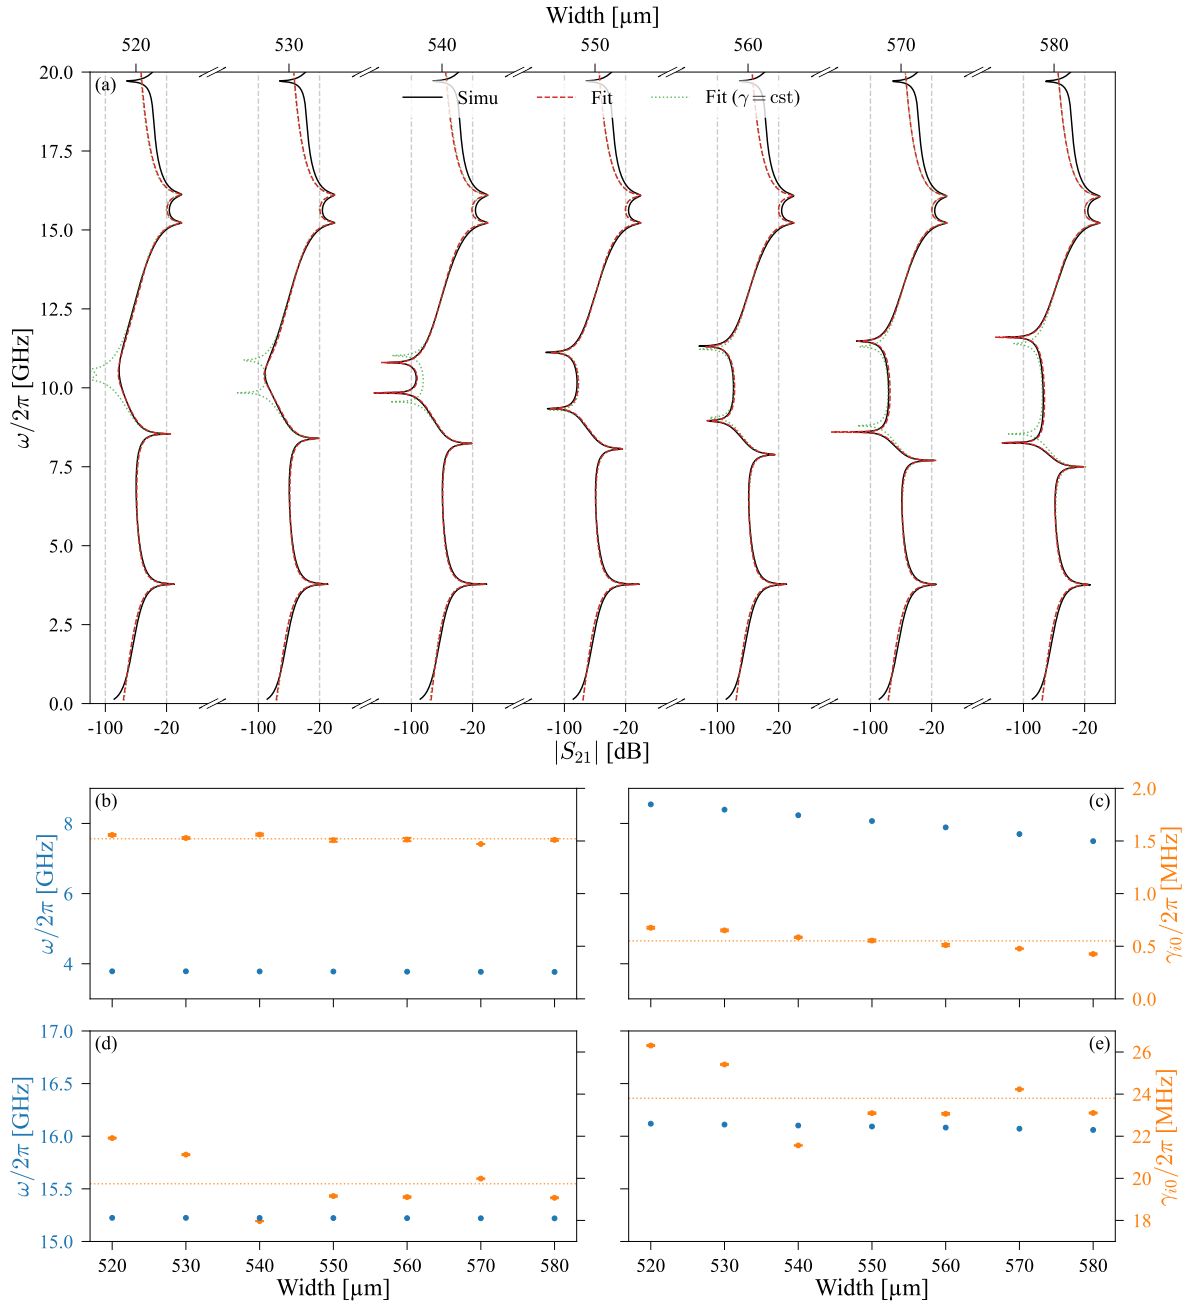 Width [µm]
520 530 540 550 560 570 580
(a)
Simu Fit Fit (γ = cst)
20.0
17.5
15.0
12.5
10.0
7.5
5.0
2.5
0.0
ω/2π [GHz]
-100 -20 -100 -20 -100 -20 -100 -20 -100 -20 -100 -20 -100 -20
|S₂₁| [dB]
(b)
8
6
4
ω/2π [GHz]
(c)
2.0
1.5
0.5
0.0
γᵢ₀/2π [MHz]
(d)
17.0
16.5
16.0
15.5
15.0
ω/2π [GHz]
520 530 540 550 560 570 580
Width [µm]
(e)
26
24
22
20
18
γᵢ₀/2π [MHz]
520 530 540 550 560 570 580
Width [µm]